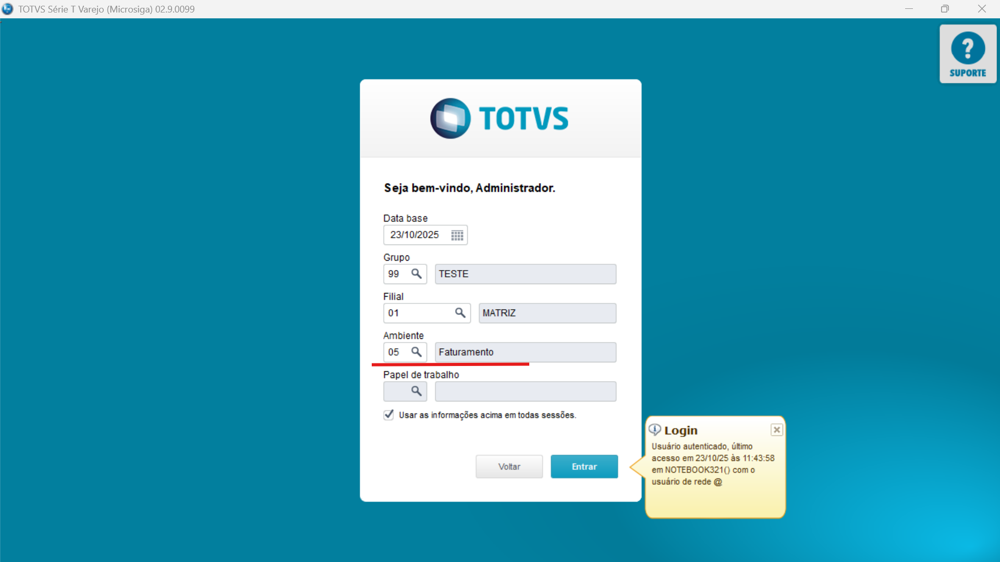 TOTVS Série T Varejo (Microsiga) 02.9.0099
?
SUPORTE
TOTVS
Seja bem-vindo, Administrador.
Data base
23/10/2025
Grupo
99 TESTE
Filial
01 MATRIZ
Ambiente
05 Faturamento
Papel de trabalho
Usar as informações acima em todas sessões.
Voltar Entrar
Login
Usuário autenticado, último
acesso em 23/10/25 às 11:43:58
em NOTEBOOK321() com o
usuário de rede @